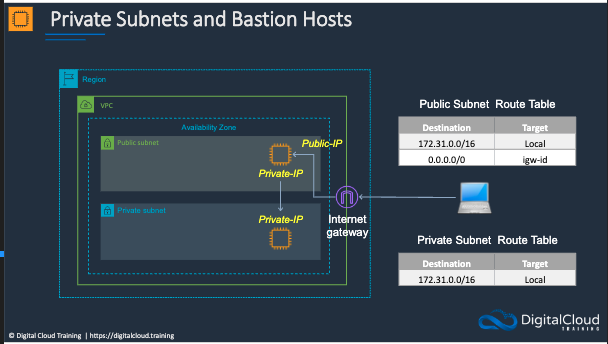 Private Subnets and Bastion Hosts
Region
VPC
Availability Zone
Public subnet
Public-IP
Private-IP
Private subnet
Private-IP
Internet
gateway
Public Subnet Route Table
Destination Target
172.31.0.0/16 Local
0.0.0.0/0 igw-id
Private Subnet Route Table
Destination Target
172.31.0.0/16 Local
© Digital Cloud Training | https://digitalcloud.training
DigitalCloud
TRAINING